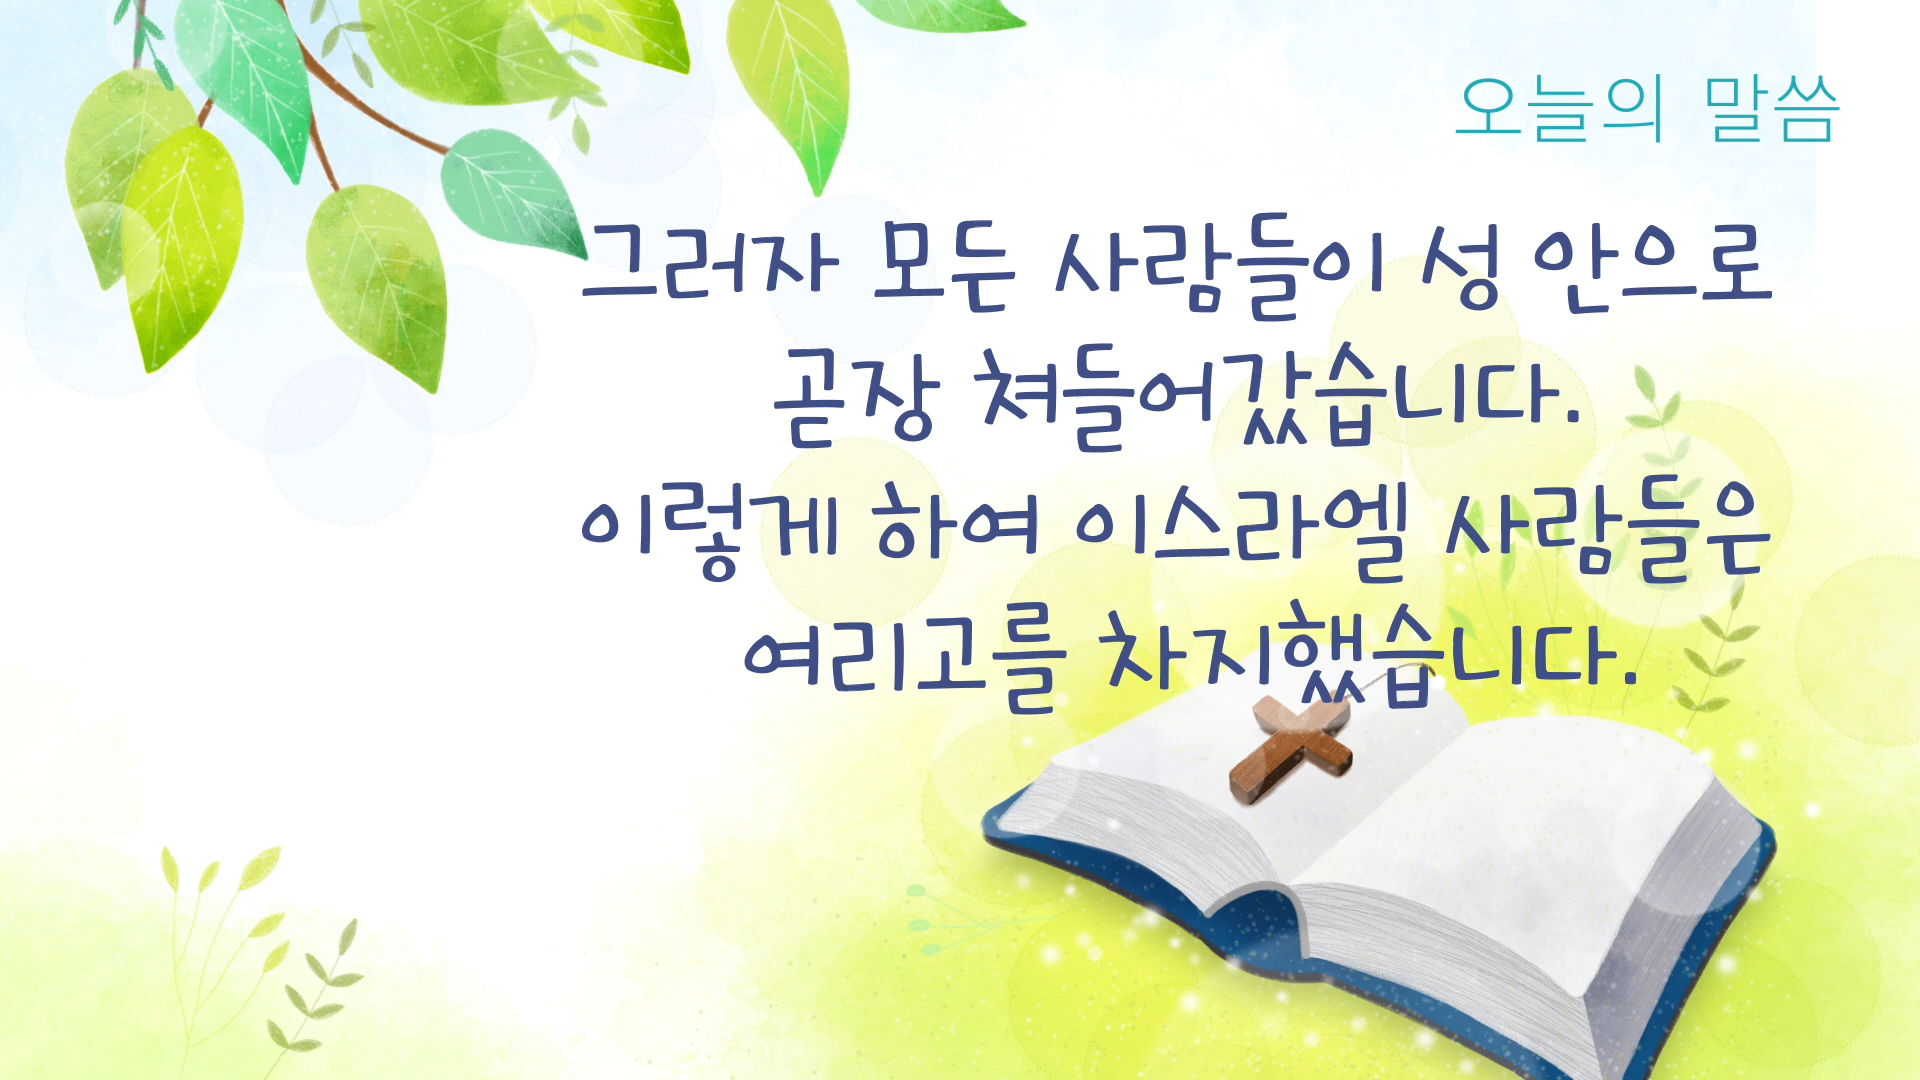 오늘의 말씀
그러자 모든 사람들이 성 안으로
곧장 쳐들어갔습니다.
이렇게 하여 이스라엘 사람들은
여리고를 차지했습니다.